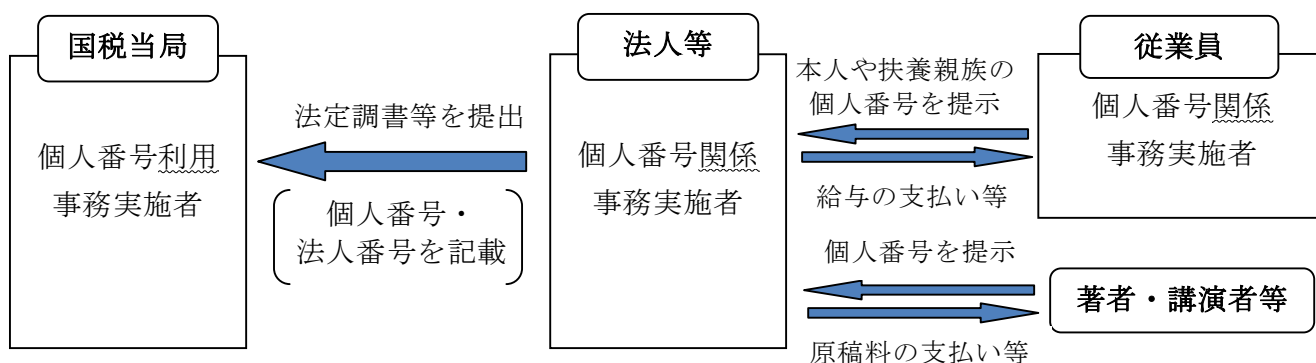 国税当局
個人番号利用
事務実施者
法定調書等を提出
個人番号・
法人番号を記載
法人等
個人番号関係
事務実施者
本人や扶養親族の
個人番号を提示
給与の支払い等
従業員
個人番号関係
事務実施者
個人番号を提示
原稿料の支払い等
著者・講演者等